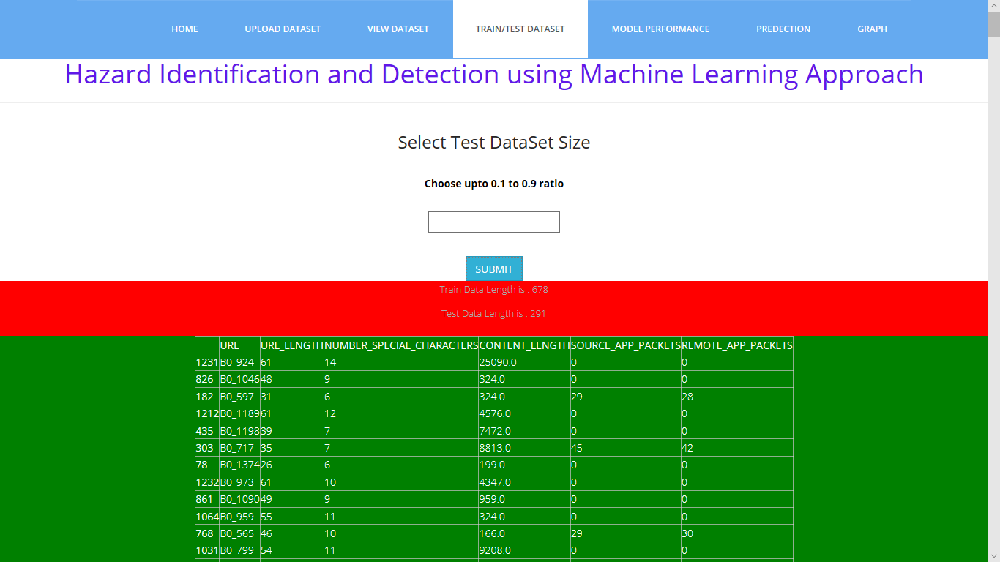 HOME UPLOAD DATASET VIEW DATASET TRAIN/TEST DATASET MODEL PERFORMANCE PREDECTION GRAPH
Hazard Identification and Detection using Machine Learning Approach
Select Test DataSet Size
Choose upto 0.1 to 0.9 ratio
SUBMIT
Train Data Length is : 678
Test Data Length is : 291
URL URL_LENGTH NUMBER_SPECIAL_CHARACTERS CONTENT_LENGTH SOURCE_APP_PACKETS REMOTE_APP_PACKETS
1231 B0_924 61 14 25090.0 0 0
826 B0_1046 48 9 324.0 0 0
182 B0_597 31 6 324.0 29 28
1212 B0_1189 61 12 4576.0 0 0
435 B0_1198 39 7 7472.0 0 0
303 B0_717 35 7 8813.0 45 42
78 B0_1374 26 6 199.0 0 0
1232 B0_973 61 10 4347.0 0 0
861 B0_1090 49 9 959.0 0 0
1064 B0_959 55 11 324.0 0 0
768 B0_565 46 10 166.0 29 30
1031 B0_799 54 11 9208.0 0 0